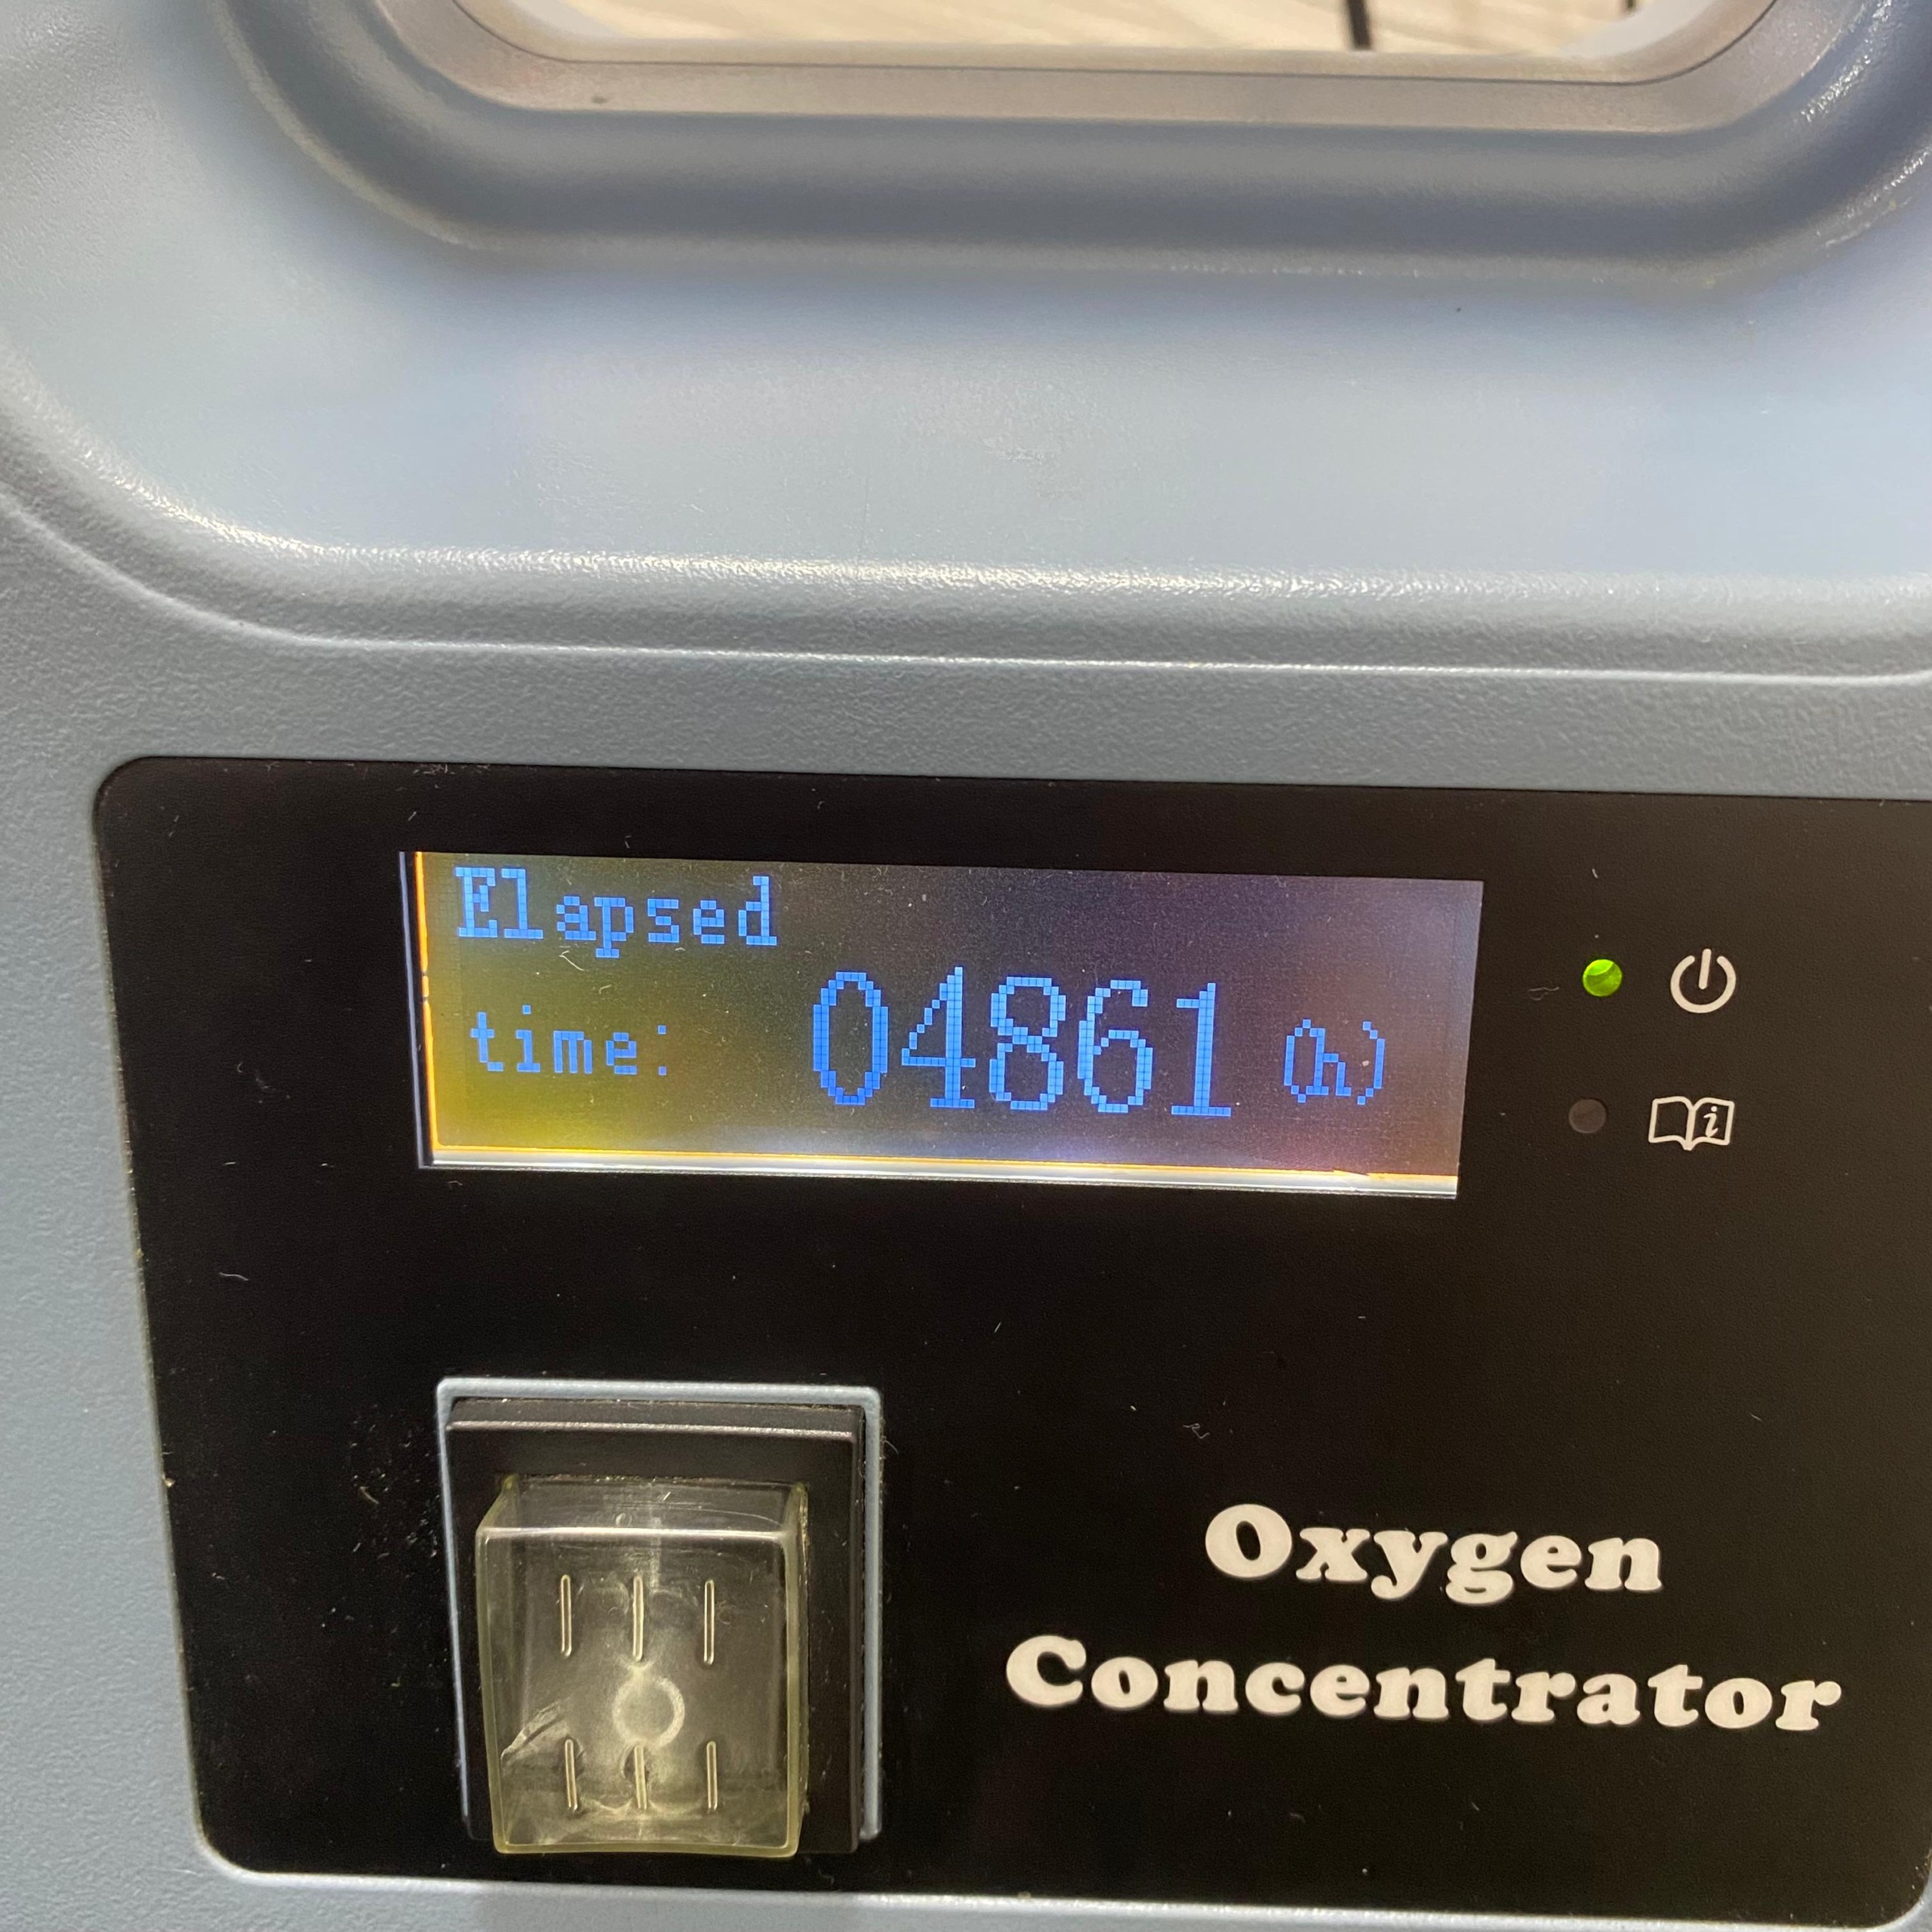 Elapsed
time: 04861 (h)
Oxygen
Concentrator